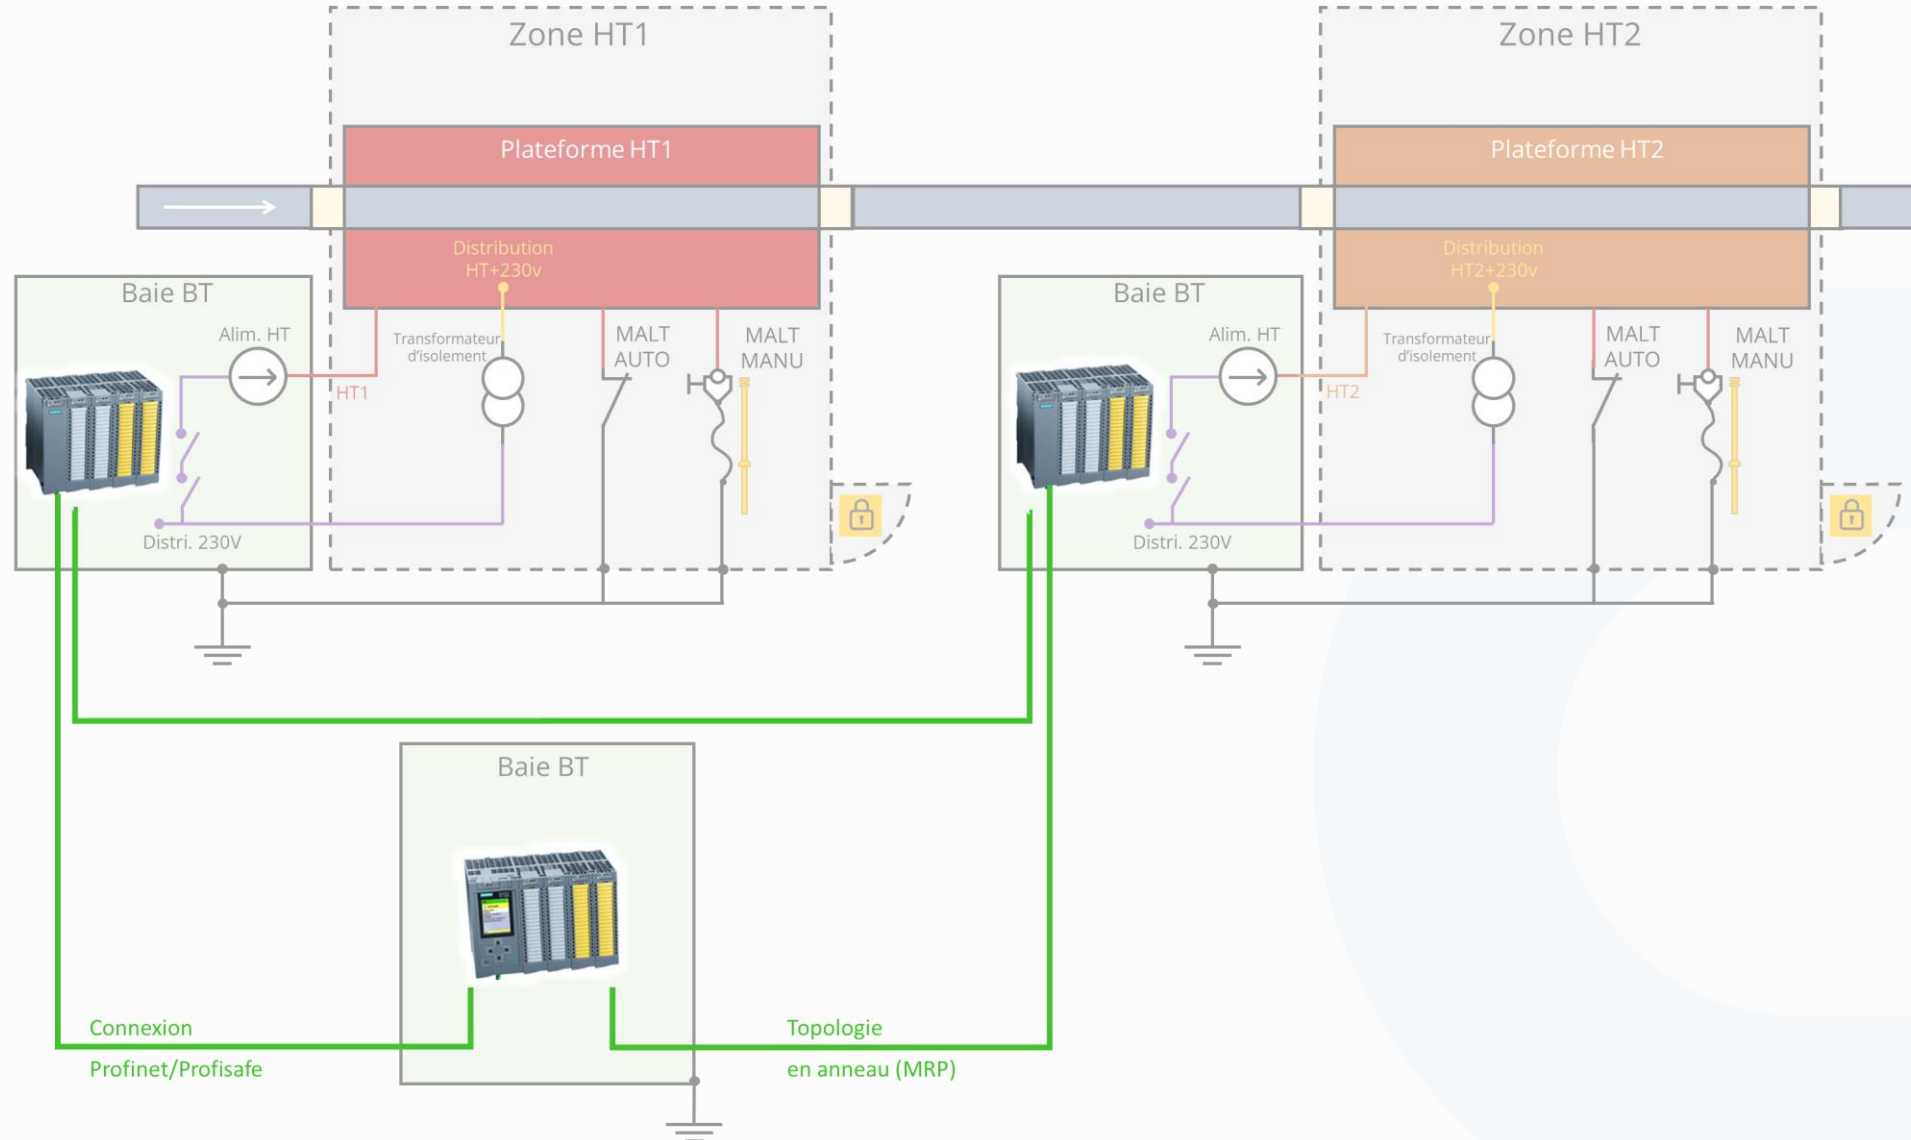 Zone HT1
Zone HT2
Plateforme HT1
Plateforme HT2
Distribution
HT+230v
Distribution
HT2+230v
Baie BT
Alim. HT
HT1
Distri. 230V
Transformateur
d'isolement
MALT
AUTO
MALT
MANU
Baie BT
Alim. HT
HT2
Distri. 230V
Transformateur
d'isolement
MALT
AUTO
MALT
MANU
Baie BT
Connexion
Profinet/Profisafe
Topologie
en anneau (MRP)